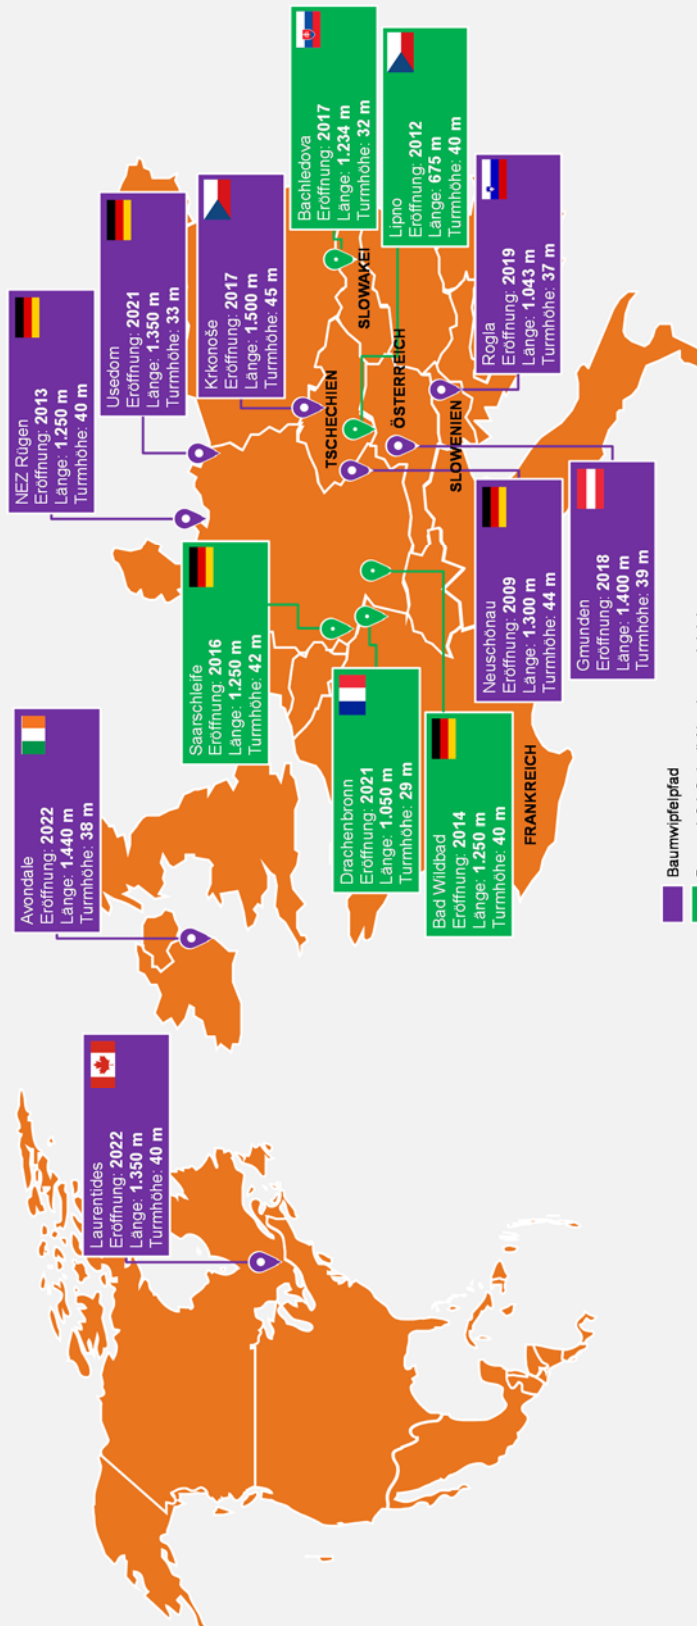 Laurentides
Eröffnung: 2022
Länge: 1.350 m
Turmhöhe: 40 m
Avondale
Eröffnung: 2022
Länge: 1.440 m
Turmhöhe: 38 m
NEZ Rügen
Eröffnung: 2013
Länge: 1.250 m
Turmhöhe: 40 m
Usedom
Eröffnung: 2021
Länge: 1.350 m
Turmhöhe: 33 m
Krkonoše
Eröffnung: 2017
Länge: 1.500 m
Turmhöhe: 45 m
Bachledova
Eröffnung: 2017
Länge: 1.234 m
Turmhöhe: 32 m
Lipno
Eröffnung: 2012
Länge: 675 m
Turmhöhe: 40 m
Saarschleife
Eröffnung: 2016
Länge: 1.250 m
Turmhöhe: 42 m
Drachenbronn
Eröffnung: 2021
Länge: 1.050 m
Turmhöhe: 29 m
Bad Wildbad
Eröffnung: 2014
Länge: 1.250 m
Turmhöhe: 40 m
Neuschönau
Eröffnung: 2009
Länge: 1.300 m
Turmhöhe: 44 m
Gmunden
Eröffnung: 2018
Länge: 1.400 m
Turmhöhe: 39 m
Rogla
Eröffnung: 2019
Länge: 1.043 m
Turmhöhe: 37 m
TSCHECHIEN
SLOWAKEI
ÖSTERREICH
SLOWENIEN
FRANKREICH
Baumwipfelpfad